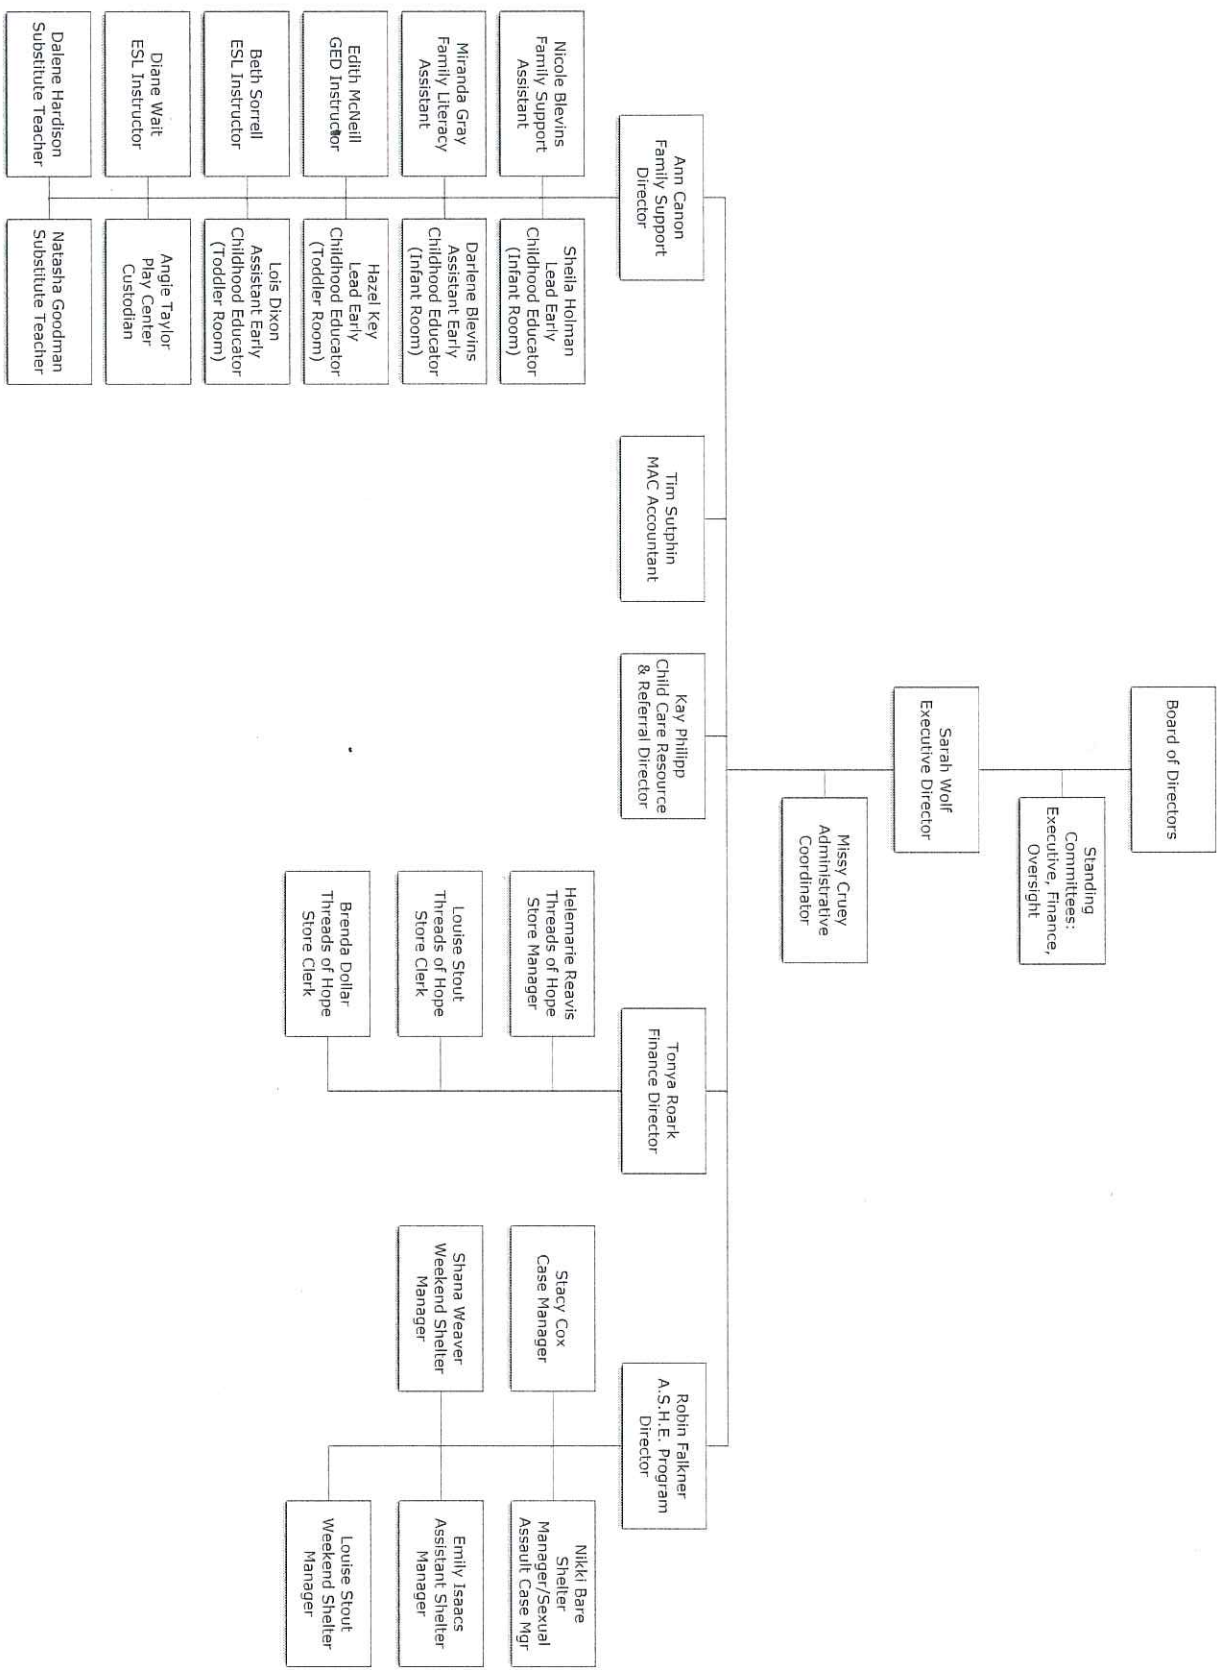 Board of Directors
Standing
Committees:
Executive, Finance,
Oversight
Sarah Wolf
Executive Director
Missy Cruey
Administrative
Coordinator
Ann Canon
Family Support
Director
Tim Sutphin
MAC Accountant
Kay Philipp
Child Care Resource
& Referral Director
Tonya Roark
Finance Director
Robin Falkner
A.S.H.E. Program
Director
Nicole Blevins
Family Support
Assistant
Sheila Holman
Lead Early
Childhood Educator
(Infant Room)
Miranda Gray
Family Literacy
Assistant
Darlene Blevins
Assistant Early
Childhood Educator
(Infant Room)
Edith McNeill
GED Instructor
Hazel Key
Lead Early
Childhood Educator
(Toddler Room)
Beth Sorrell
ESL Instructor
Lois Dixon
Assistant Early
Childhood Educator
(Toddler Room)
Diane Wait
ESL Instructor
Angie Taylor
Play Center
Custodian
Dalene Hardison
Substitute Teacher
Natasha Goodman
Substitute Teacher
Helemarie Reavis
Threads of Hope
Store Manager
Louise Stout
Threads of Hope
Store Clerk
Brenda Dollar
Threads of Hope
Store Clerk
Stacy Cox
Case Manager
Nikki Bare
Shelter
Manager/Sexual
Assault Case Mgr
Shana Weaver
Weekend Shelter
Manager
Emily Isaacs
Assistant Shelter
Manager
Louise Stout
Weekend Shelter
Manager